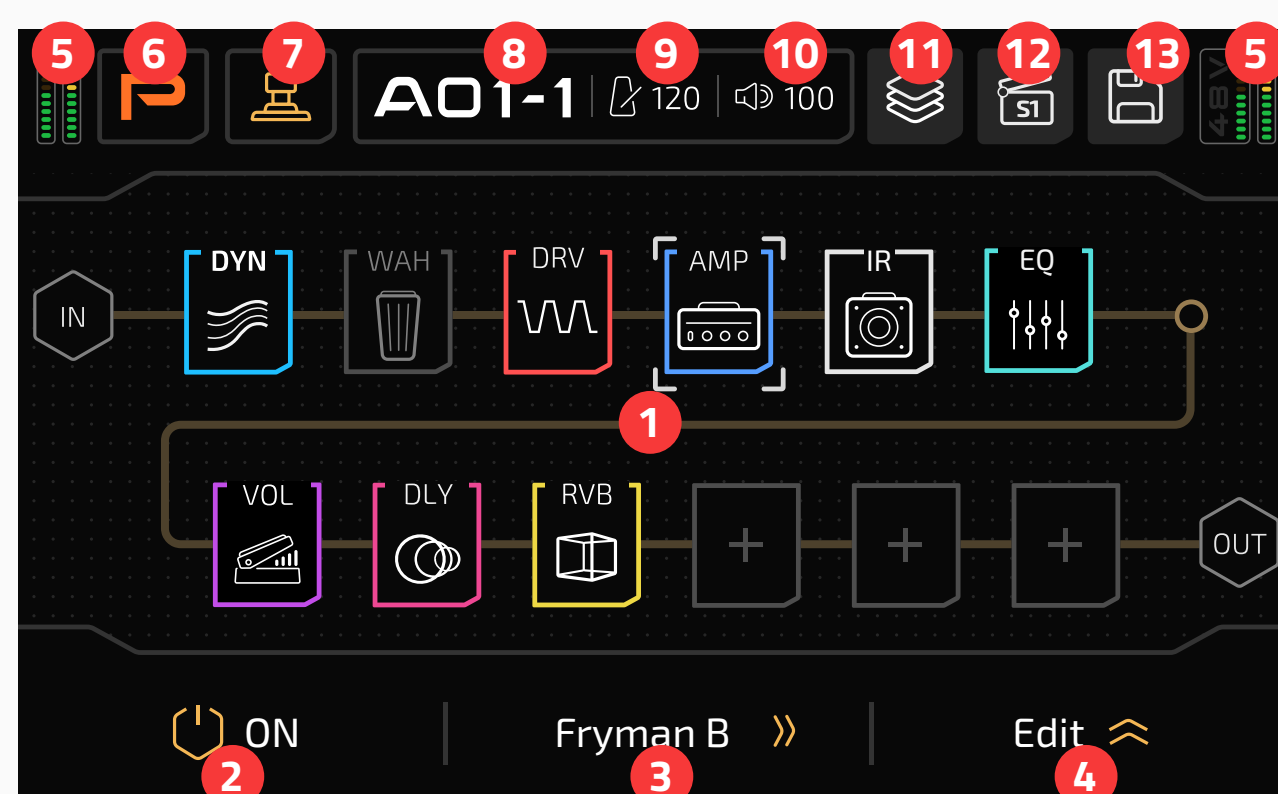 5 6 7 8 9 10 11 12 13 5
A01-1 120 100 S1 48V
DYN WAH DRV AMP IR EQ
IN
1
VOL DLY RVB + + +
OUT
ON Fryman B Edit
2 3 4